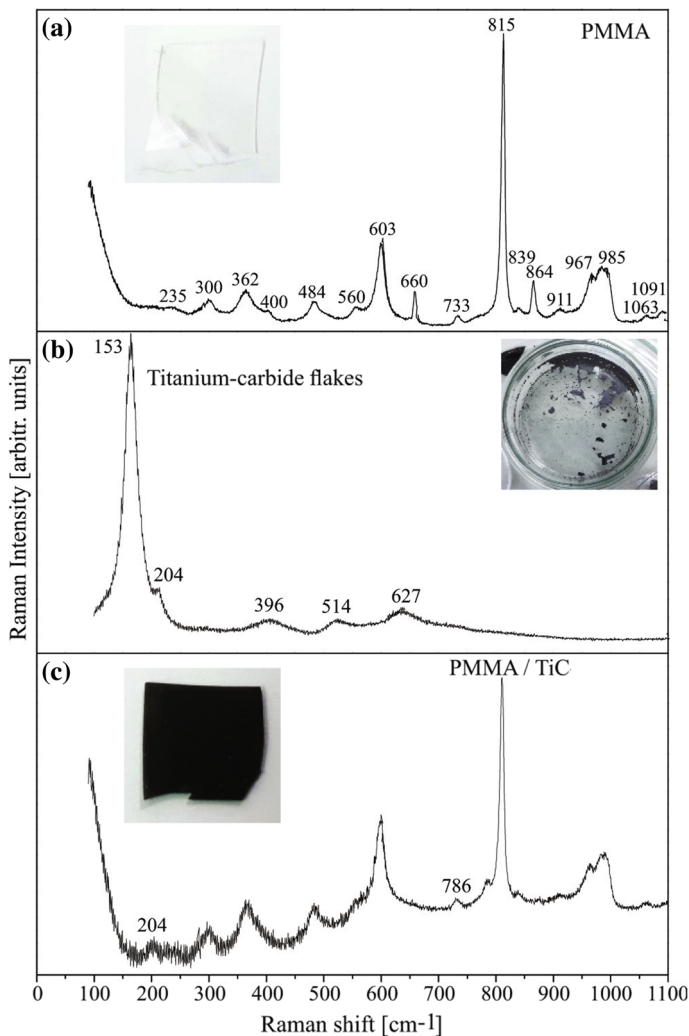 (a)
PMMA
815
603
362
300
235
400
484
560
660
733
839
864
911
967
985
1091
1063
(b)
153
Titanium-carbide flakes
204
396
514
627
(c)
PMMA / TiC
204
786
Raman Intensity [arbitr. units]
0 100 200 300 400 500 600 700 800 900 1000 1100
Raman shift [cm-1]